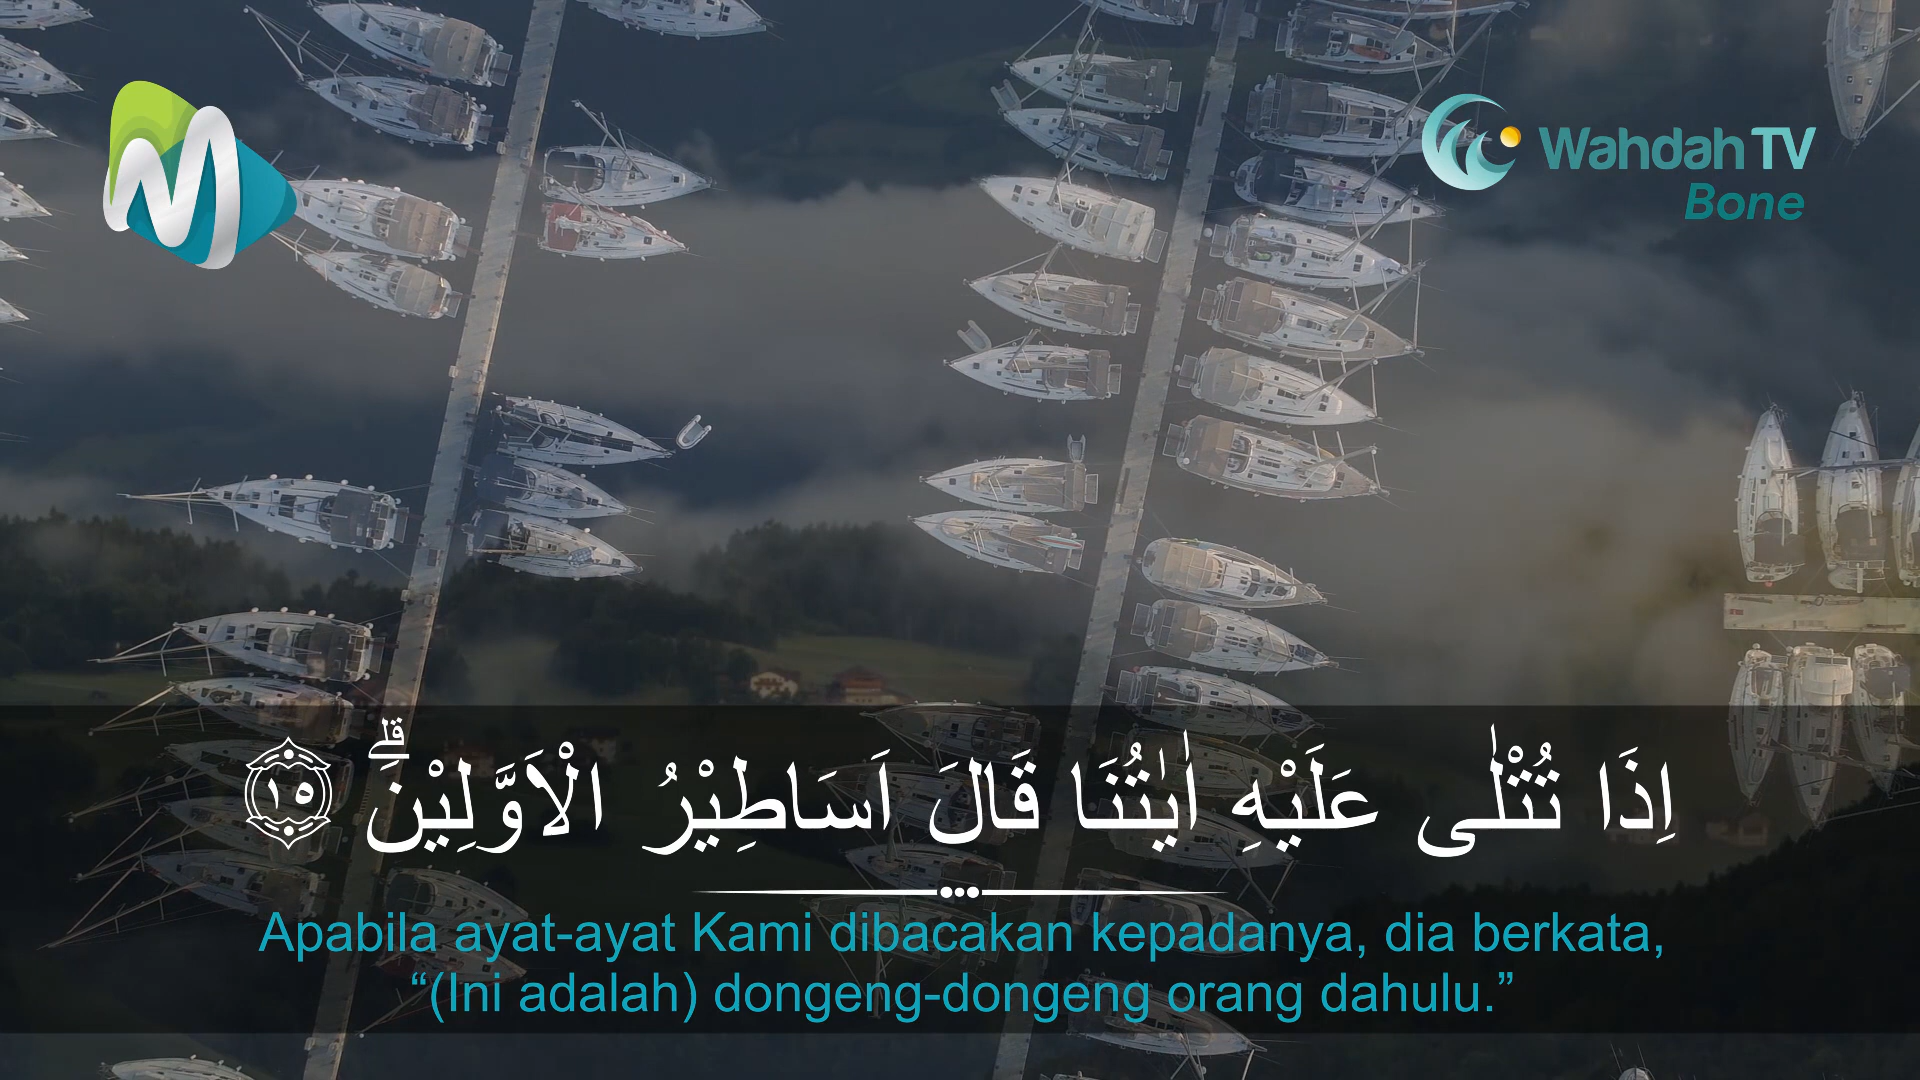 Wahdah TV
Bone
اِذَا تُتْلٰى عَلَيْهِ اٰيٰتُنَا قَالَ اَسَاطِيْرُ الْاَوَّلِيْنَۗ ١٥
Apabila ayat-ayat Kami dibacakan kepadanya, dia berkata,
“(Ini adalah) dongeng-dongeng orang dahulu.”